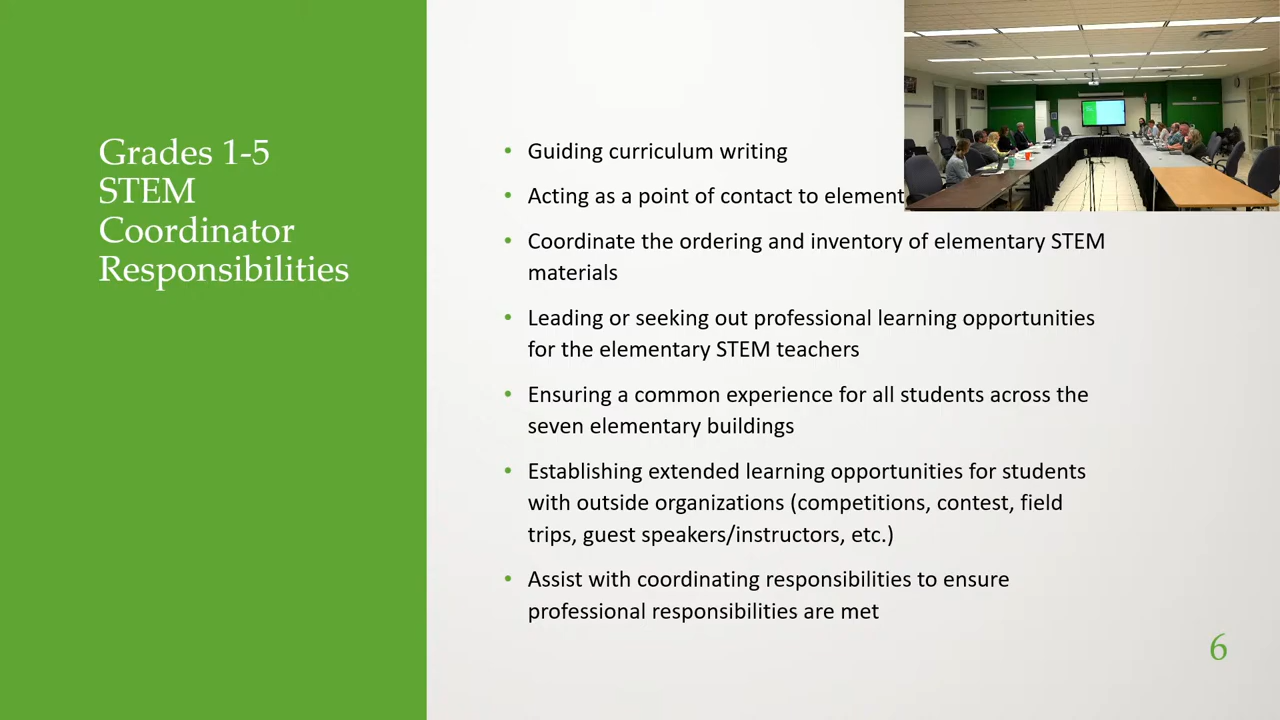 Grades 1-5
STEM
Coordinator
Responsibilities
• Guiding curriculum writing
• Acting as a point of contact to
• Coordinate the ordering and inventory of elementary STEM
materials
• Leading or seeking out professional learning opportunities
for the elementary STEM teachers
• Ensuring a common experience for all students across the
seven elementary buildings
• Establishing extended learning opportunities for students
with outside organizations (competitions, contest, field
trips, guest speakers/instructors, etc.)
• Assist with coordinating responsibilities to ensure
professional responsibilities are met
6